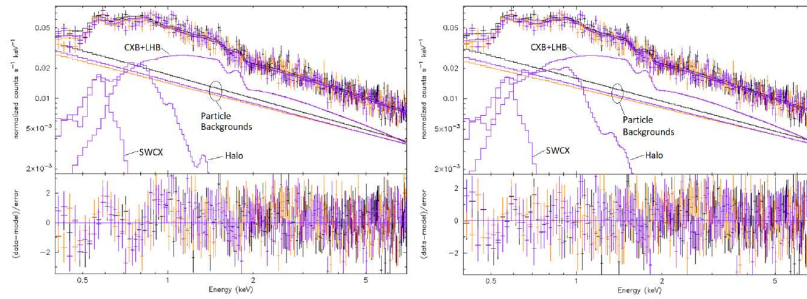 0.05
0.02
0.01
5×10⁻³
2×10⁻³
normalized counts s⁻¹ keV⁻¹
CXB+LHB
Particle
Backgrounds
SWCX
Halo
2
0
−2
(data−model)/error
0.5
1
2
5
Energy (keV)
0.05
0.02
0.01
5×10⁻³
2×10⁻³
normalized counts s⁻¹ keV⁻¹
CXB+LHB
Particle
Backgrounds
SWCX
Halo
2
0
−2
(data−model)/error
0.5
1
2
5
Energy (keV)